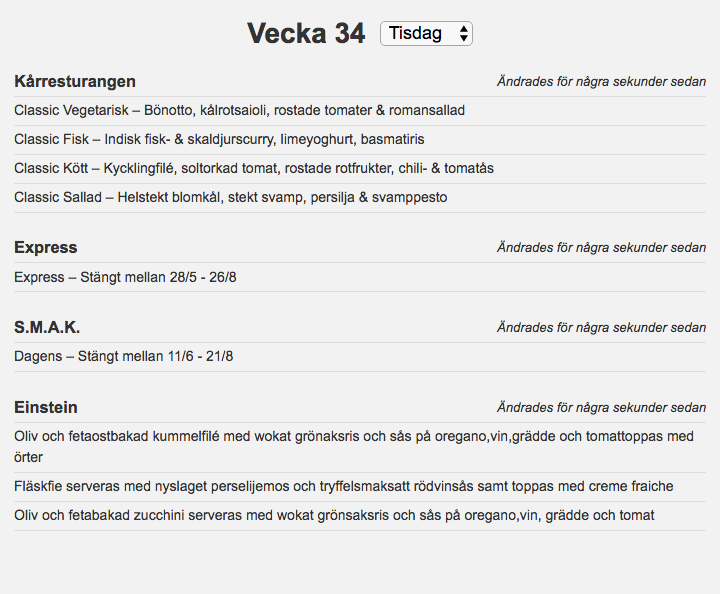 Vecka 34 Tisdag
Kårresturangen Ändrades för några sekunder sedan
Classic Vegetarisk – Bönotto, kålrotsaioli, rostade tomater & romansallad
Classic Fisk – Indisk fisk- & skaldjurscurry, limeyoghurt, basmatiris
Classic Kött – Kycklingfilé, soltorkad tomat, rostade rotfrukter, chili- & tomatås
Classic Sallad – Helstekt blomkål, stekt svamp, persilja & svamppesto
Express Ändrades för några sekunder sedan
Express – Stängt mellan 28/5 - 26/8
S.M.A.K. Ändrades för några sekunder sedan
Dagens – Stängt mellan 11/6 - 21/8
Einstein Ändrades för några sekunder sedan
Oliv och fetaostbakad kummelfilé med wokat grönaksris och sås på oregano,vin,grädde och tomattoppas med
örter
Fläskfie serveras med nyslaget perselijemos och tryffelsmaksatt rödvinsås samt toppas med creme fraiche
Oliv och fetabakad zucchini serveras med wokat grönsaksris och sås på oregano,vin, grädde och tomat